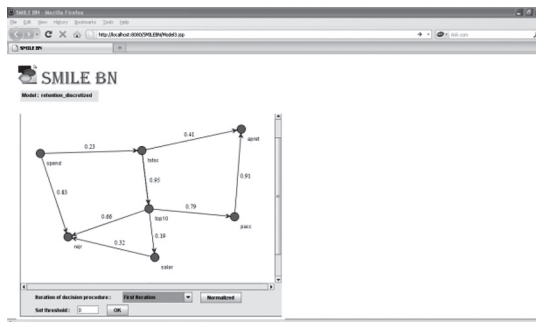 SMILE BN - Mozilla Firefox
File Edit View History Bookmarks Tools Help
http://localhost:8080/SMILEBN/Model3.jsp
Ask.com
SMILE BN
SMILE BN
Model : retention_discretized
0.41
apret
0.23
spend
tstsc
0.83
0.95
0.91
0.66
0.79
top10
pacc
0.32
0.19
rejr
salar
Iteration of decision procedure :
First Iteration
Normalized
Set threshold :
0
OK